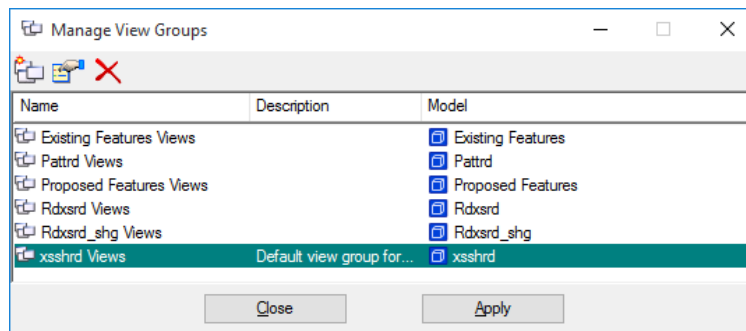 Manage View Groups
Name Description Model
Existing Features Views Existing Features
Pattrd Views Pattrd
Proposed Features Views Proposed Features
Rdxsrd Views Rdxsrd
Rdxsrd_shg Views Rdxsrd_shg
xsshrd Views Default view group for... xsshrd
Close Apply